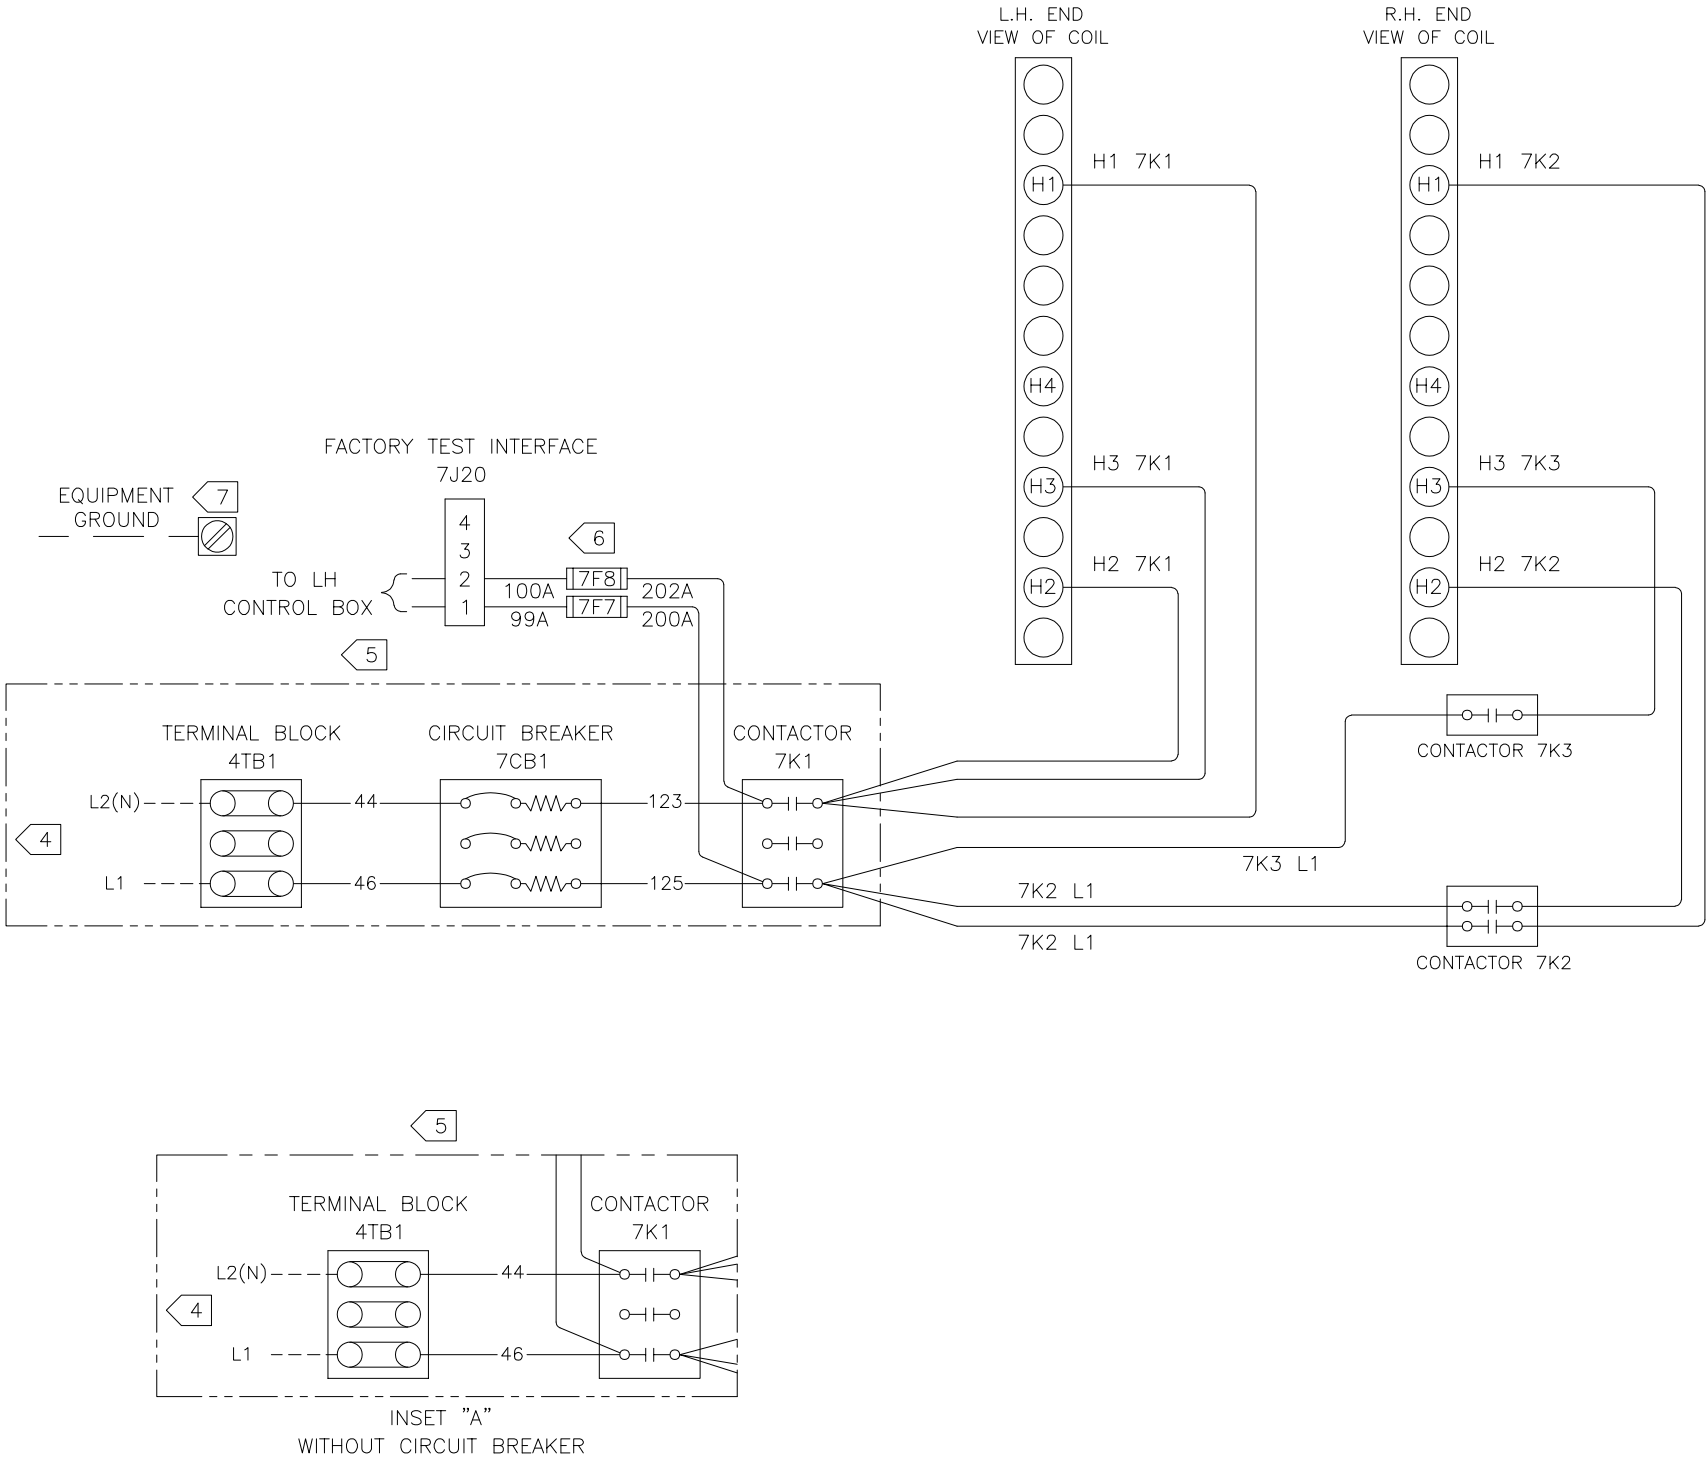 L.H. END
VIEW OF COIL
R.H. END
VIEW OF COIL
H1 7K1
H1
H1 7K2
H1
H4
H4
FACTORY TEST INTERFACE
7J20
H3 7K1
H3
H3 7K3
H3
EQUIPMENT
GROUND
7
4
3
2
1
6
TO LH
CONTROL BOX
100A
7F8
202A
99A
7F7
200A
H2 7K1
H2
H2 7K2
H2
5
TERMINAL BLOCK
4TB1
CIRCUIT BREAKER
7CB1
CONTACTOR
7K1
CONTACTOR 7K3
L2(N)
44
123
4
L1
46
125
7K3 L1
7K2 L1
7K2 L1
CONTACTOR 7K2
5
TERMINAL BLOCK
4TB1
CONTACTOR
7K1
L2(N)
44
4
L1
46
INSET "A"
WITHOUT CIRCUIT BREAKER